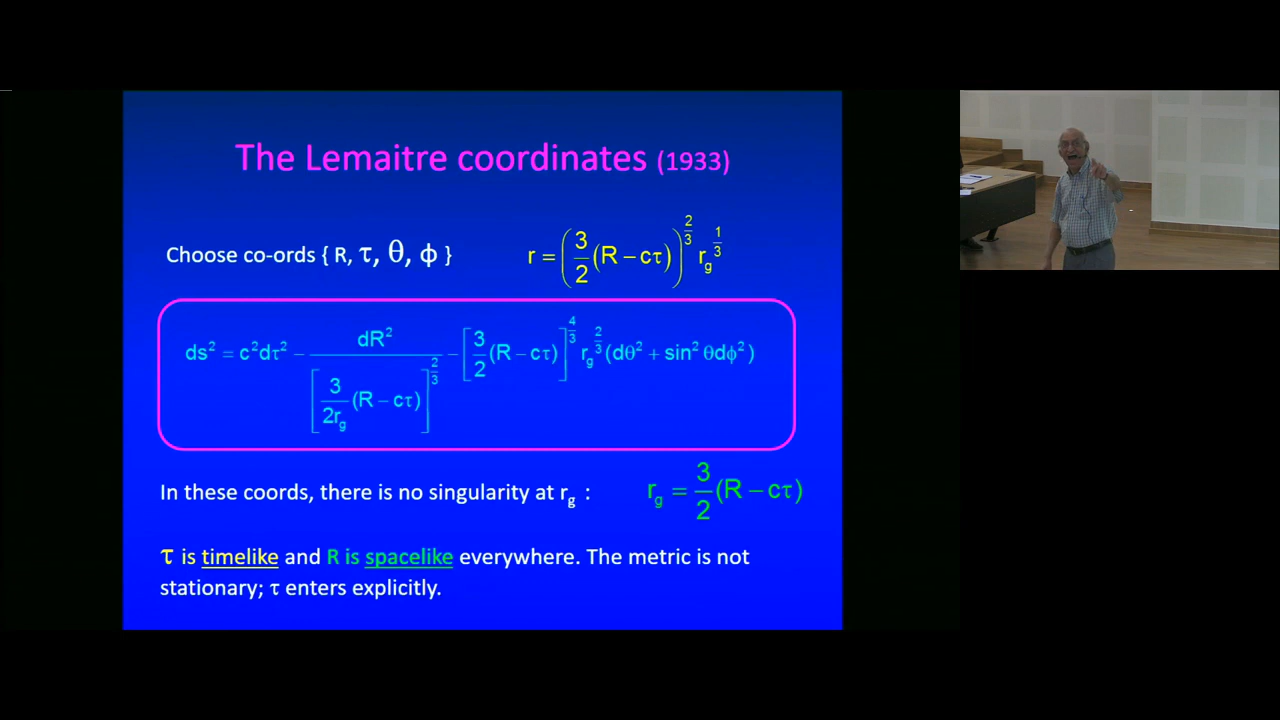 The Lemaitre coordinates (1933)
Choose co-ords { R, τ, θ, ϕ } r = (3/2 (R – cτ))^(2/3) r_g^(1/3)
ds² = c²dτ² – dR² / [3/(2r_g) (R – cτ)]^(2/3) – [3/2 (R – cτ)]^(4/3) r_g^(2/3) (dθ² + sin² θdϕ²)
In these coords, there is no singularity at r_g : r_g = 3/2 (R – cτ)
τ is timelike and R is spacelike everywhere. The metric is not
stationary; τ enters explicitly.